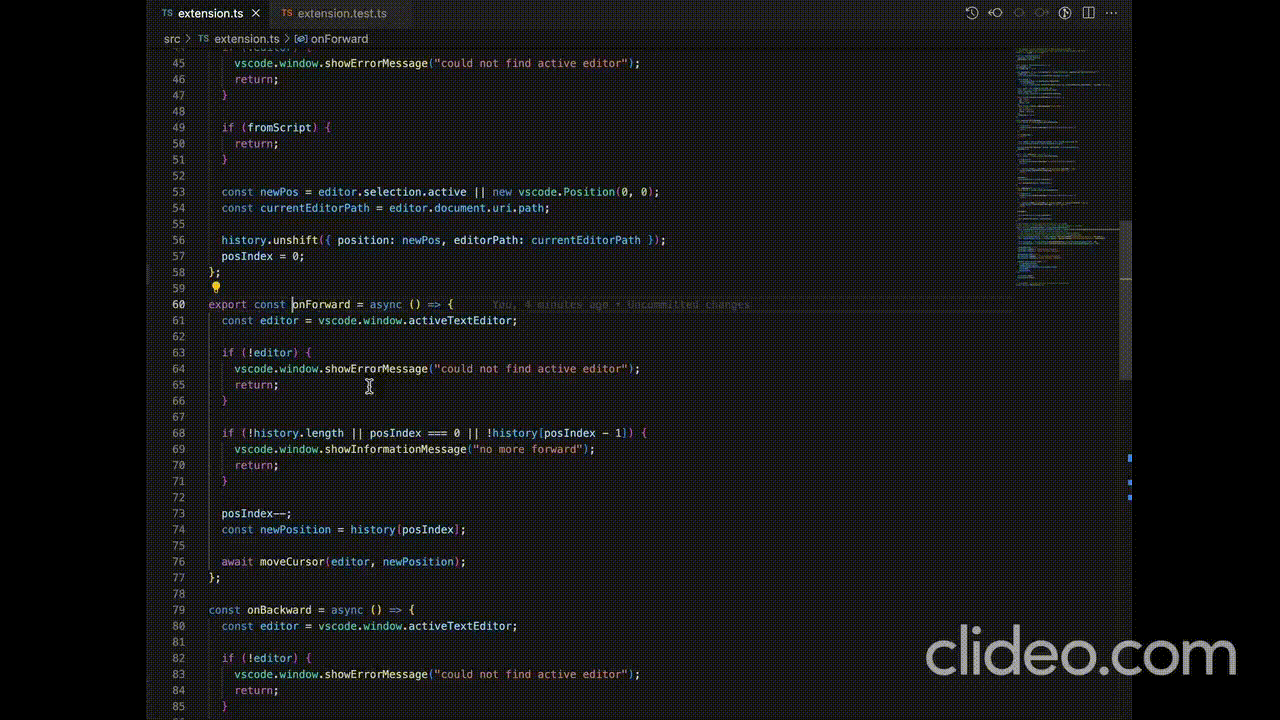 TS extension.ts × TS extension.test.ts ···
src > TS extension.ts > onForward
45 vscode.window.showErrorMessage("could not find active editor");
46 return;
47 }
48
49 if (fromScript) {
50 return;
51 }
52
53 const newPos = editor.selection.active || new vscode.Position(0, 0);
54 const currentEditorPath = editor.document.uri.path;
55
56 history.unshift({ position: newPos, editorPath: currentEditorPath });
57 posIndex = 0;
58 };
59
60 export const onForward = async () => { You, 4 minutes ago • Uncommitted changes
61 const editor = vscode.window.activeTextEditor;
62
63 if (!editor) {
64 vscode.window.showErrorMessage("could not find active editor");
65 return;
66 }
67
68 if (!history.length || posIndex === 0 || !history[posIndex - 1]) {
69 vscode.window.showInformationMessage("no more forward");
70 return;
71 }
72
73 posIndex--;
74 const newPosition = history[posIndex];
75
76 await moveCursor(editor, newPosition);
77 };
78
79 const onBackward = async () => {
80 const editor = vscode.window.activeTextEditor;
81
82 if (!editor) {
83 vscode.window.showErrorMessage("could not find active editor");
84 return;
85 }
clideo.com